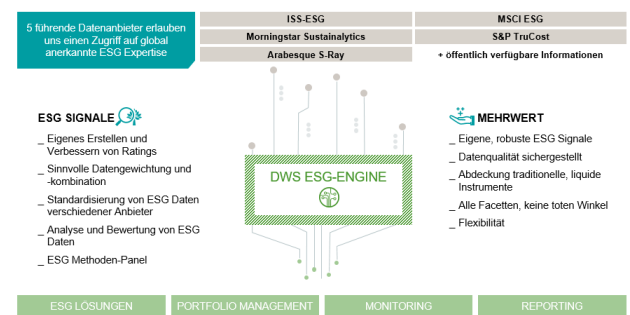 5 führende Datenanbieter erlauben
uns einen Zugriff auf global
anerkannte ESG Expertise
ISS-ESG
MSCI ESG
Morningstar Sustainalytics
S&P TruCost
Arabesque S-Ray
+ öffentlich verfügbare Informationen
ESG SIGNALE
_ Eigenes Erstellen und
Verbessern von Ratings
_ Sinnvolle Datengewichtung und
-kombination
_ Standardisierung von ESG Daten
verschiedener Anbieter
_ Analyse und Bewertung von ESG
Daten
_ ESG Methoden-Panel
DWS ESG-ENGINE
MEHRWERT
_ Eigene, robuste ESG Signale
_ Datenqualität sichergestellt
_ Abdeckung traditionelle, liquide
Instrumente
_ Alle Facetten, keine toten Winkel
_ Flexibilität
ESG LÖSUNGEN
PORTFOLIO MANAGEMENT
MONITORING
REPORTING